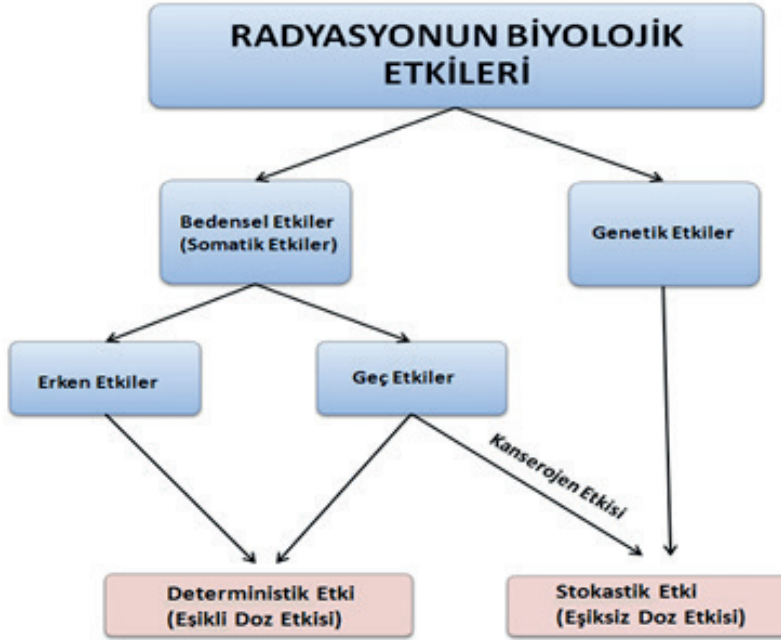 RADYASYONUN BİYOLOJİK
ETKİLERİ
Bedensel Etkiler
(Somatik Etkiler)
Genetik Etkiler
Erken Etkiler
Geç Etkiler
Kanserojen Etkisi
Deterministik Etki
(Eşikli Doz Etkisi)
Stokastik Etki
(Eşiksiz Doz Etkisi)